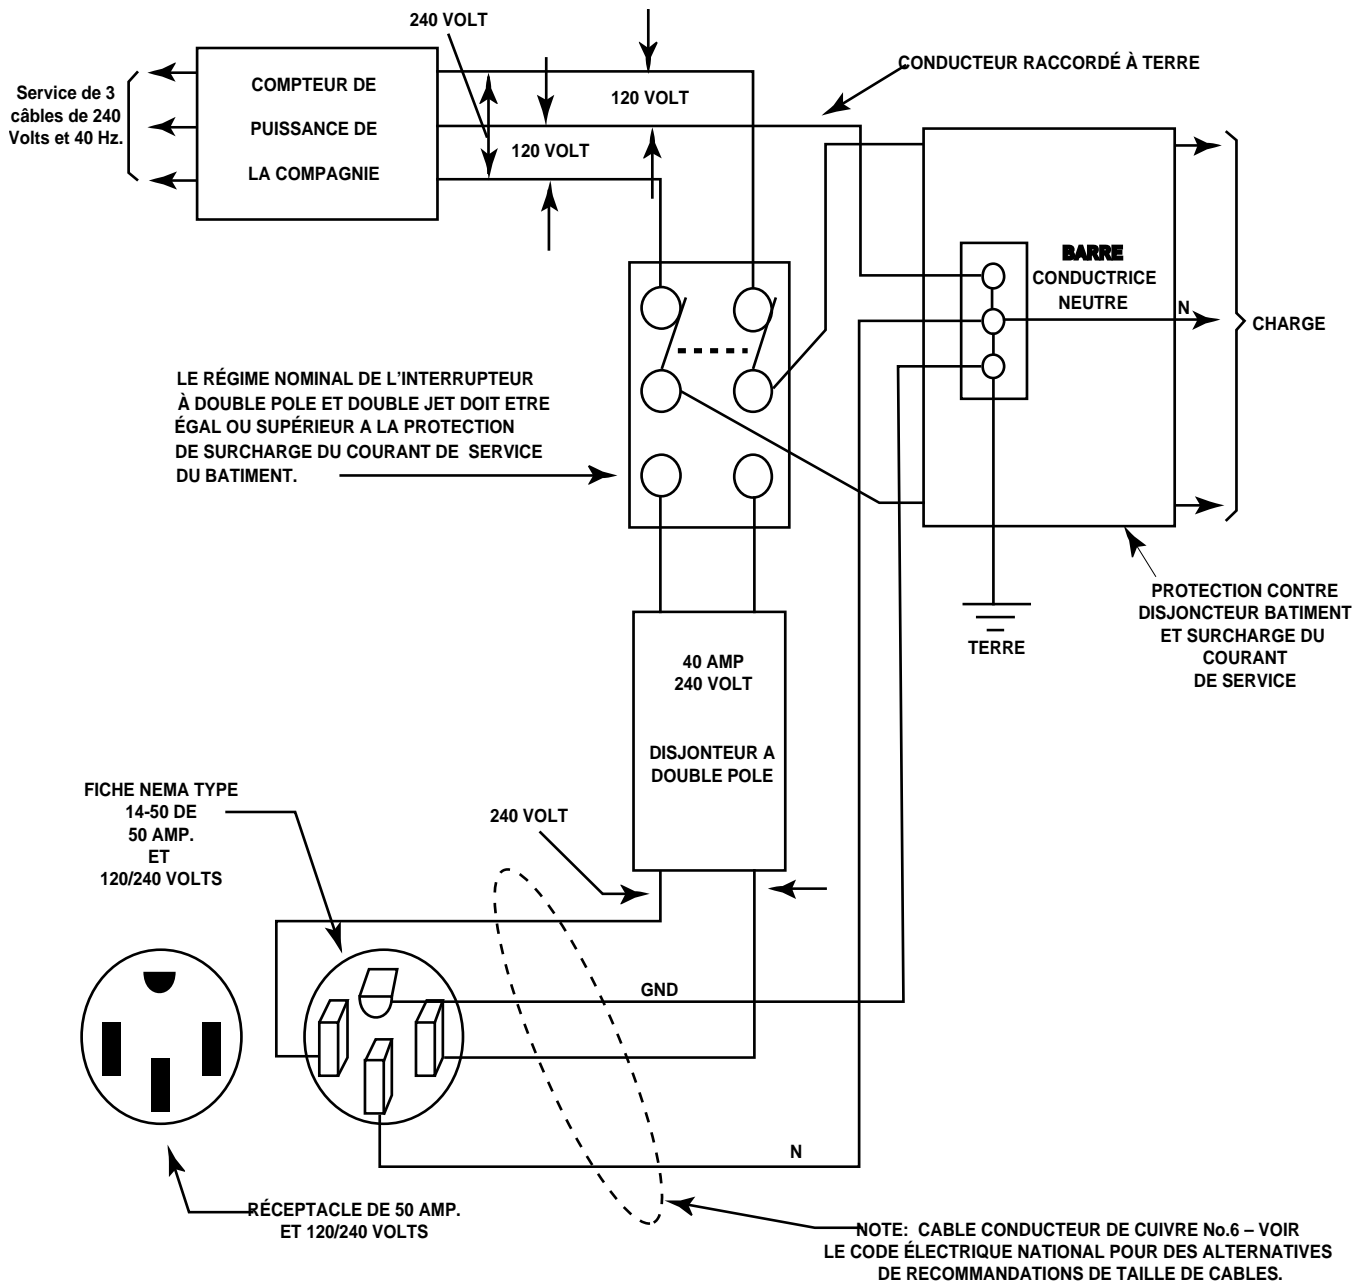 240 VOLT
Service de 3
câbles de 240
Volts et 40 Hz.
COMPTEUR DE
PUISSANCE DE
LA COMPAGNIE
120 VOLT
120 VOLT
CONDUCTEUR RACCORDÉ À TERRE
BARRE
CONDUCTRICE
NEUTRE
N
CHARGE
LE RÉGIME NOMINAL DE L'INTERRUPTEUR
À DOUBLE POLE ET DOUBLE JET DOIT ETRE
ÉGAL OU SUPÉRIEUR A LA PROTECTION
DE SURCHARGE DU COURANT DE SERVICE
DU BATIMENT.
TERRE
PROTECTION CONTRE
DISJONCTEUR BATIMENT
ET SURCHARGE DU
COURANT
DE SERVICE
40 AMP
240 VOLT
DISJONTEUR A
DOUBLE POLE
FICHE NEMA TYPE
14-50 DE
50 AMP.
ET
120/240 VOLTS
240 VOLT
GND
N
RÉCEPTACLE DE 50 AMP.
ET 120/240 VOLTS
NOTE: CABLE CONDUCTEUR DE CUIVRE No.6 – VOIR
LE CODE ÉLECTRIQUE NATIONAL POUR DES ALTERNATIVES
DE RECOMMANDATIONS DE TAILLE DE CABLES.